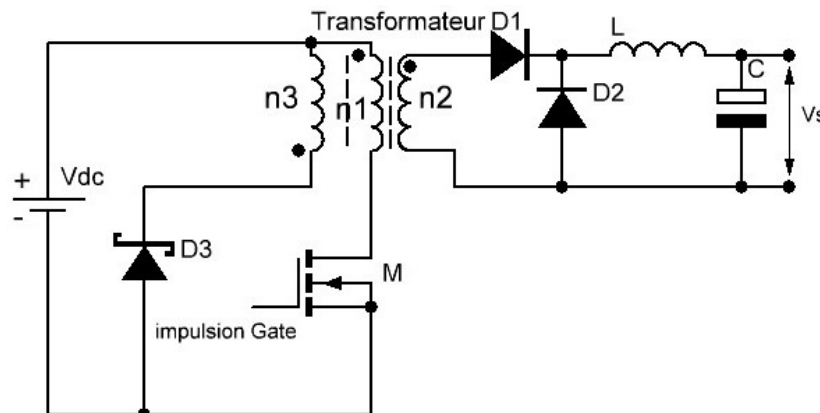 Transformateur D1
L
C
n3
n1
n2
D2
Vs
+
Vdc
-
D3
M
impulsion Gate